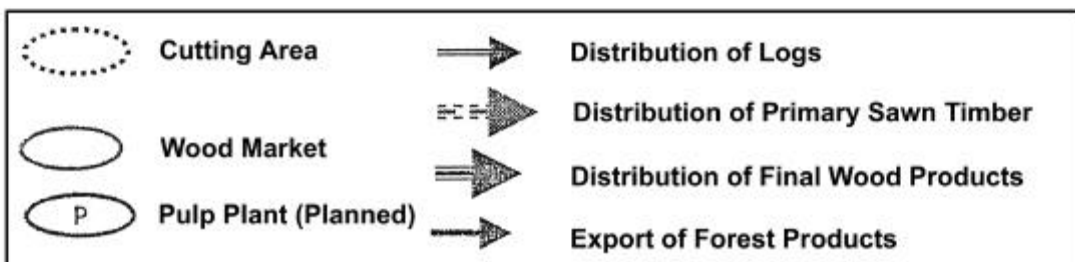 Cutting Area
Distribution of Logs
Distribution of Primary Sawn Timber
Wood Market
Distribution of Final Wood Products
P
Pulp Plant (Planned)
Export of Forest Products